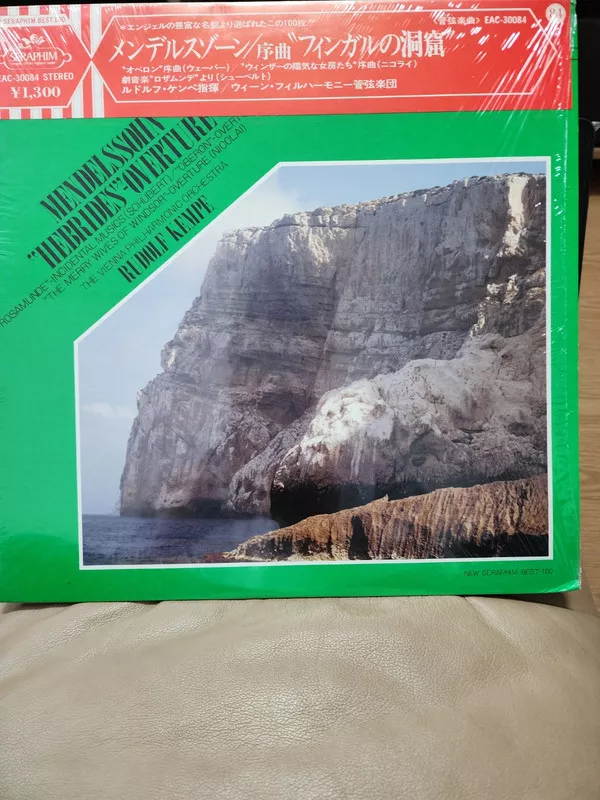 SERAPHIM BEST 100
SERAPHIM
EAC-30084 STEREO
¥1,300
*エンジェルの豊富な名盤より選ばれたこの100枚!!
〈管弦楽曲〉 EAC-30084
21
メンデルスゾーン/序曲"フィンガルの洞窟"
"オベロン"序曲(ウェーバー)/"ウィンザーの陽気な女房たち"序曲(ニコライ)
劇音楽"ロザムンデ"より(シューベルト)
ルドルフ・ケンペ指揮/ウィーン・フィルハーモニー管弦楽団
MENDELSSOHN
"HEBRIDES"-OVERTURE
ROSAMUNDE"-INCIDENTAL MUSICS (SCHUBERT) "OBERON"-OVERT
"THE MERRY WIVES OF WINDSOR"-OVERTURE (NICOLAI)
THE VIENNA PHILHARMONIC ORCHESTRA
RUDOLF KEMPE
NEW SERAPHIM BEST 100